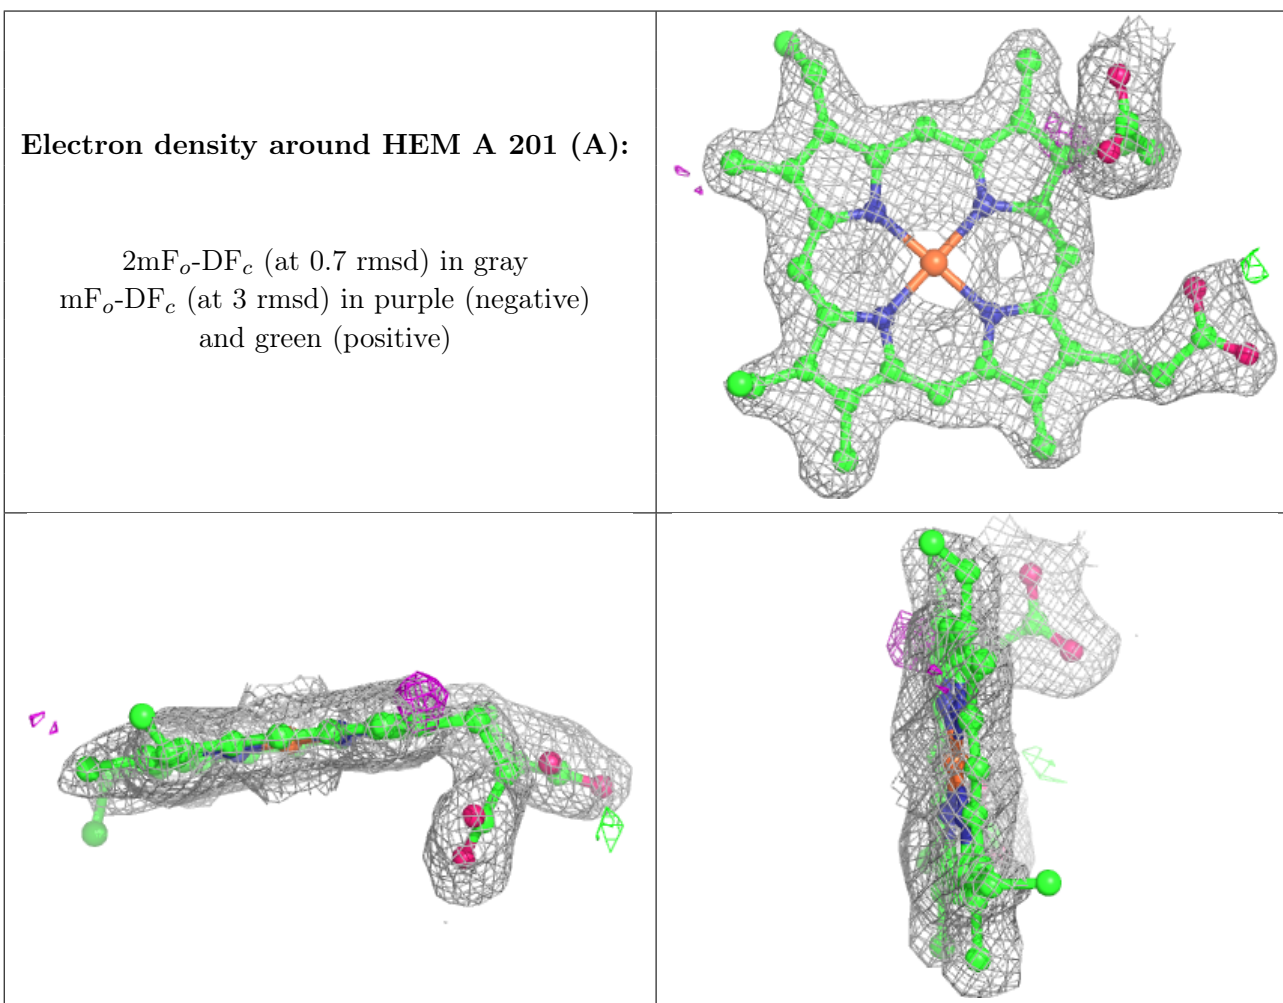 Electron density around HEM A 201 (A):
2mFₒ-DF𝒸 (at 0.7 rmsd) in gray
mFₒ-DF𝒸 (at 3 rmsd) in purple (negative)
and green (positive)